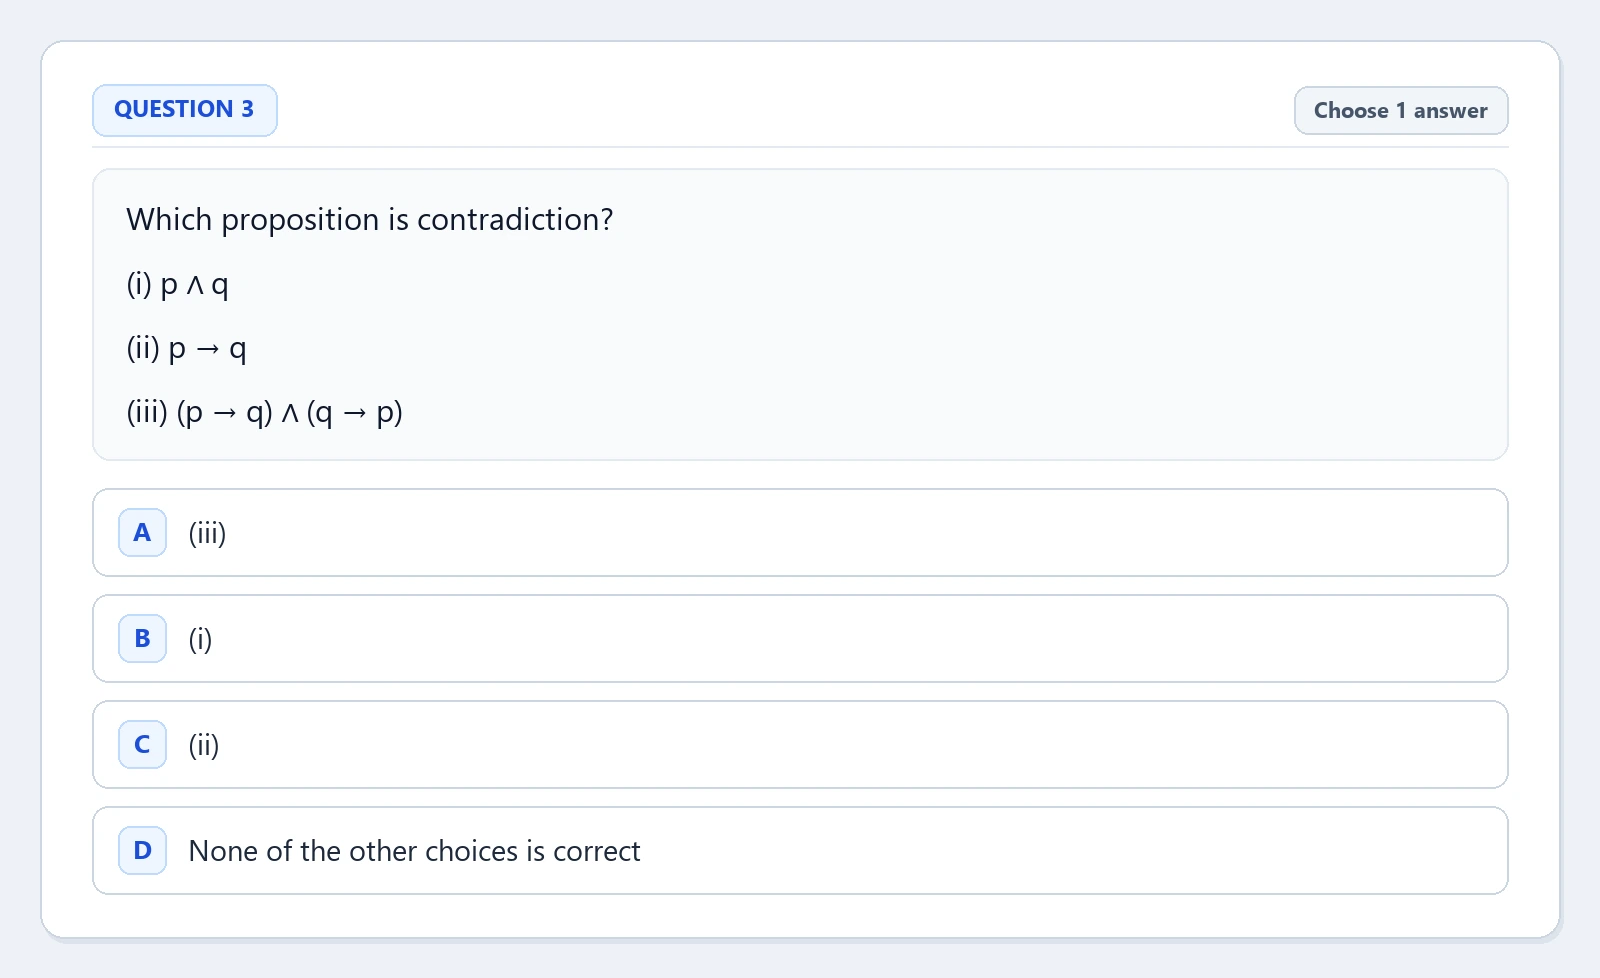 QUESTION 3
Choose 1 answer
Which proposition is contradiction?
(i) p ∧ q
(ii) p → q
(iii) (p → q) ∧ (q → p)
A (iii)
B (i)
C (ii)
D None of the other choices is correct